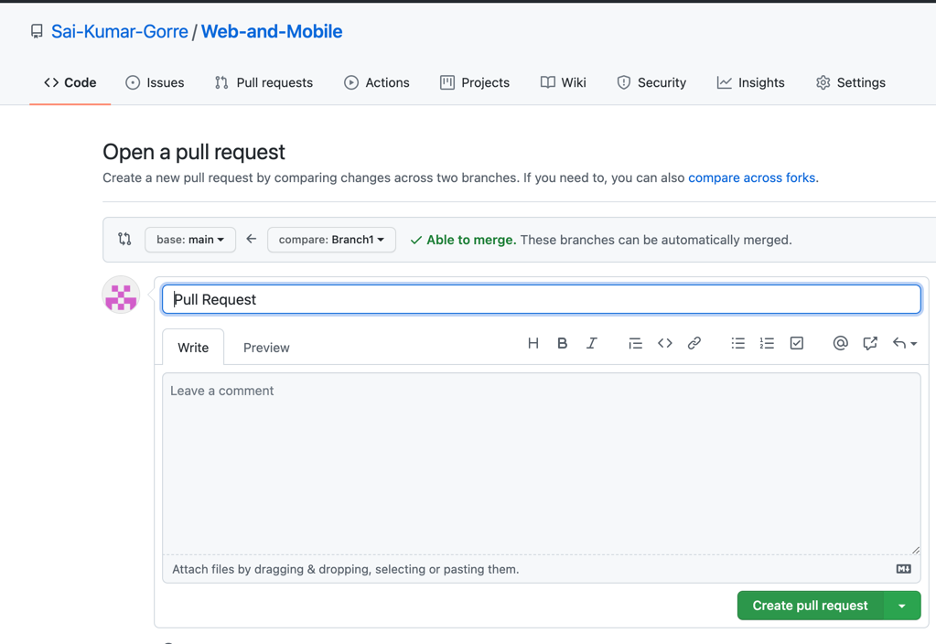 Sai-Kumar-Gorre / Web-and-Mobile
Code Issues Pull requests Actions Projects Wiki Security Insights Settings
Open a pull request
Create a new pull request by comparing changes across two branches. If you need to, you can also compare across forks.
base: main compare: Branch1 Able to merge. These branches can be automatically merged.
Pull Request
Write Preview H B I
Leave a comment
Attach files by dragging & dropping, selecting or pasting them.
Create pull request